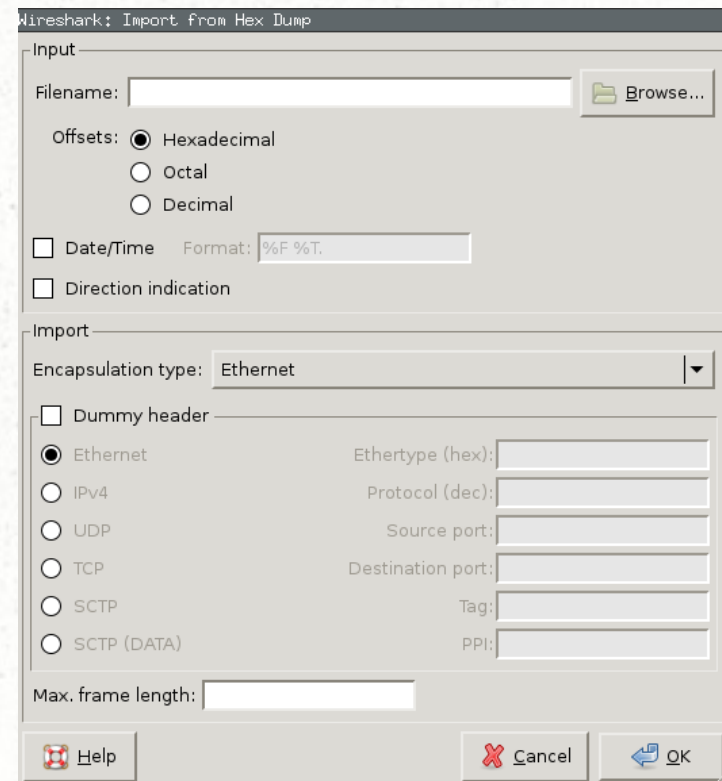 Wireshark: Import from Hex Dump
Input
Filename: Browse...
Offsets: Hexadecimal
Octal
Decimal
Date/Time Format: %F %T.
Direction indication
Import
Encapsulation type: Ethernet
Dummy header
Ethernet Ethertype (hex):
IPv4 Protocol (dec):
UDP Source port:
TCP Destination port:
SCTP Tag:
SCTP (DATA) PPI:
Max. frame length:
Help Cancel OK